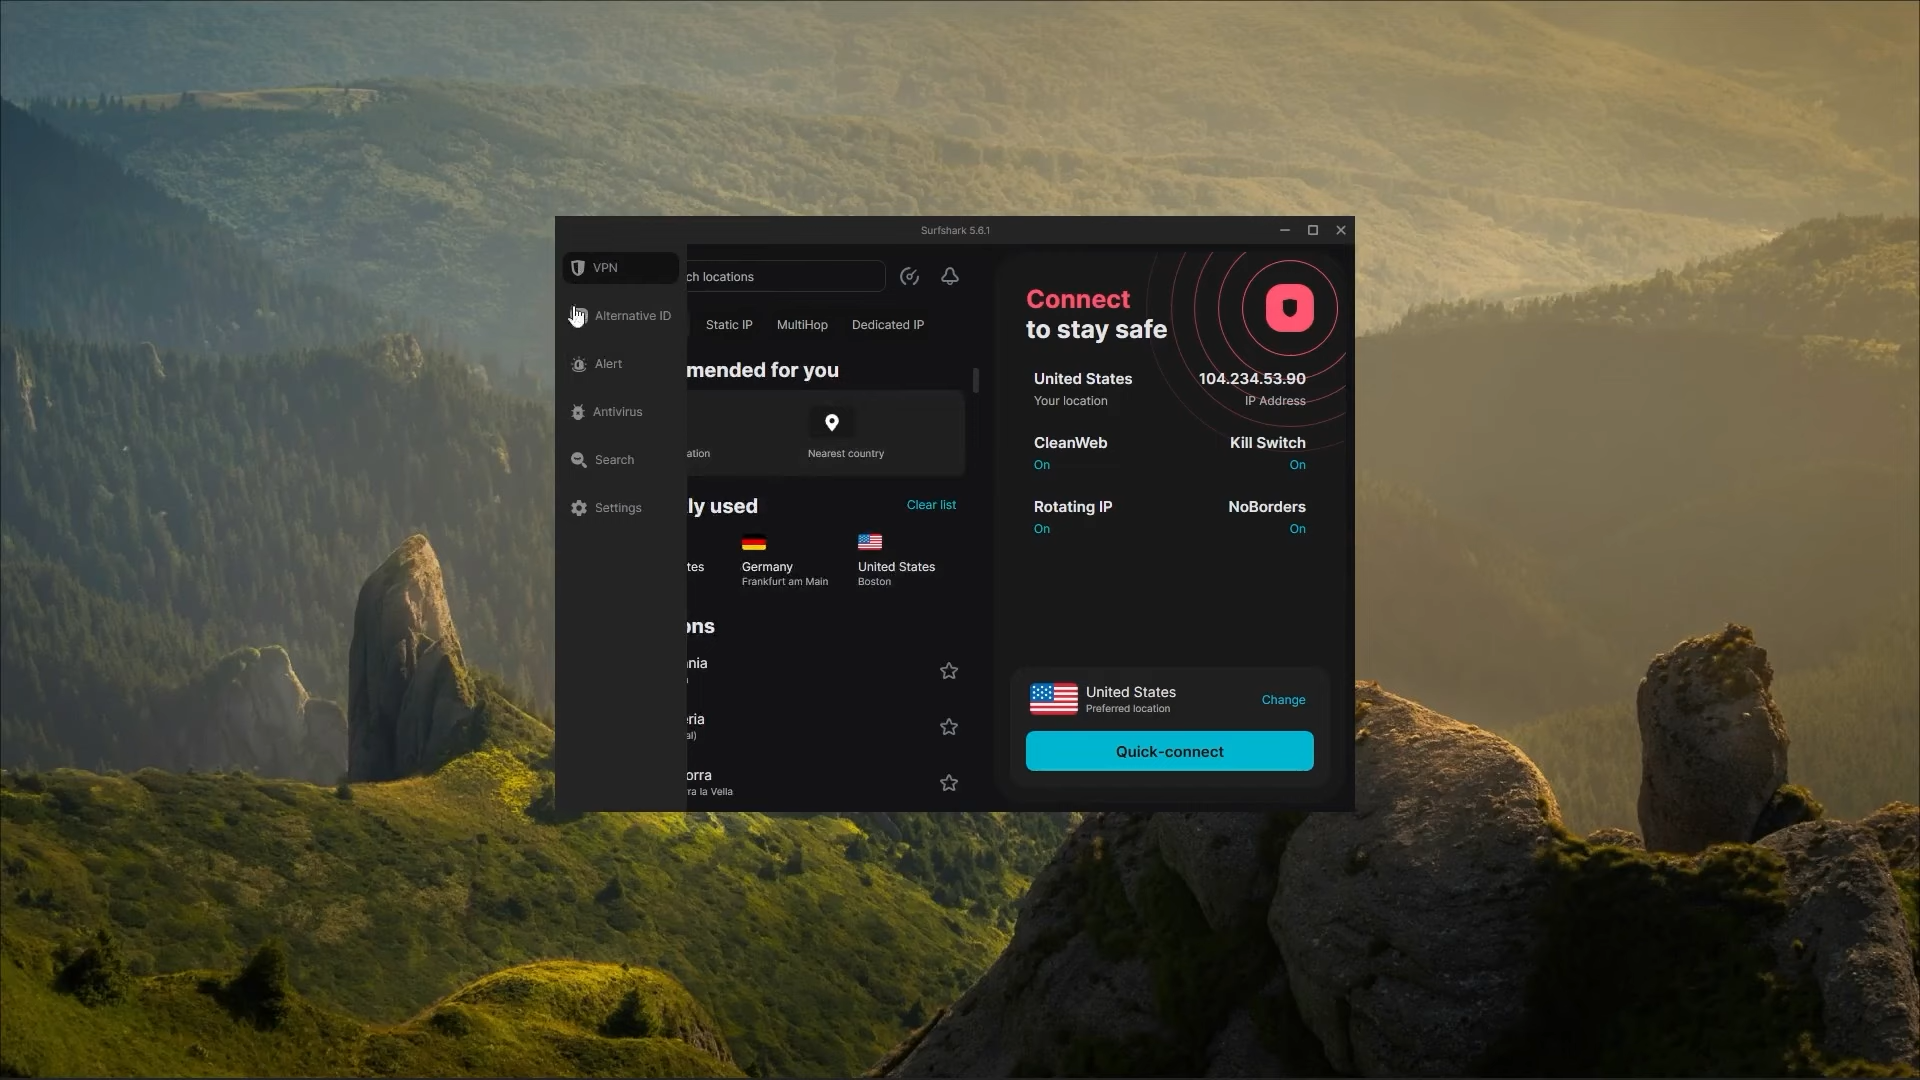 Surfshark 5.6.1
VPN
Alternative ID
Alert
Antivirus
Search
Settings
ch locations
Static IP
MultiHop
Dedicated IP
mended for you
ation
Nearest country
ly used
Clear list
tes
Germany
Frankfurt am Main
United States
Boston
ons
nia
eria
al)
orra
ra la Vella
Connect
to stay safe
United States
104.234.53.90
Your location
IP Address
CleanWeb
Kill Switch
On
On
Rotating IP
NoBorders
On
On
United States
Preferred location
Change
Quick-connect